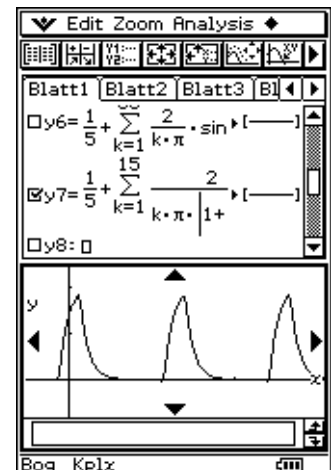 Edit Zoom Analysis
Blatt1 Blatt2 Blatt3 Bl
y6=1/5+∑k=1 2/k·π·sin
y7=1/5+15∑k=1 2/k·π·|1+
y8:
y
x
Bog Kplx